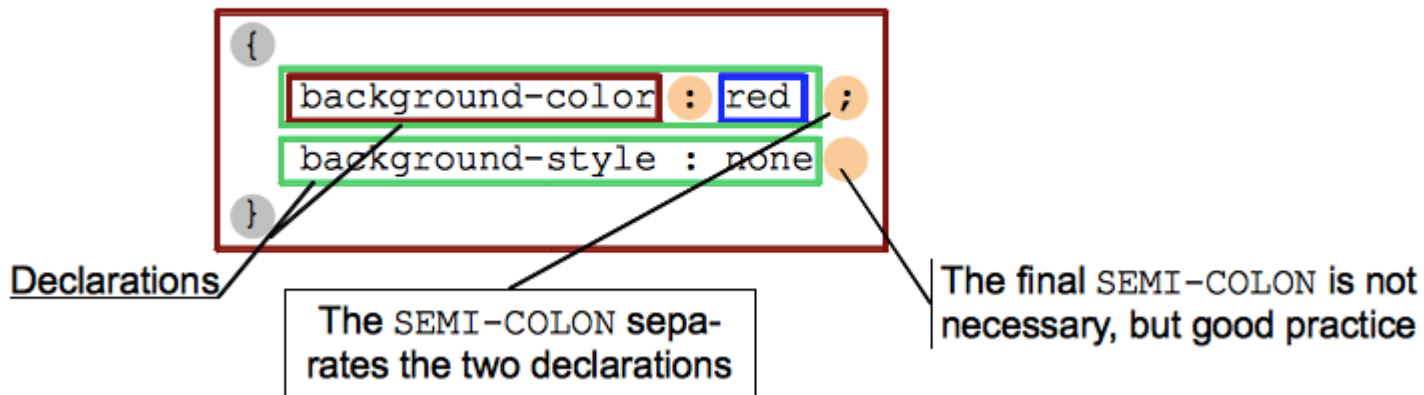 {
background-color : red ;
background-style : none
}
Declarations
The SEMI-COLON sepa-
rates the two declarations
The final SEMI-COLON is not
necessary, but good practice